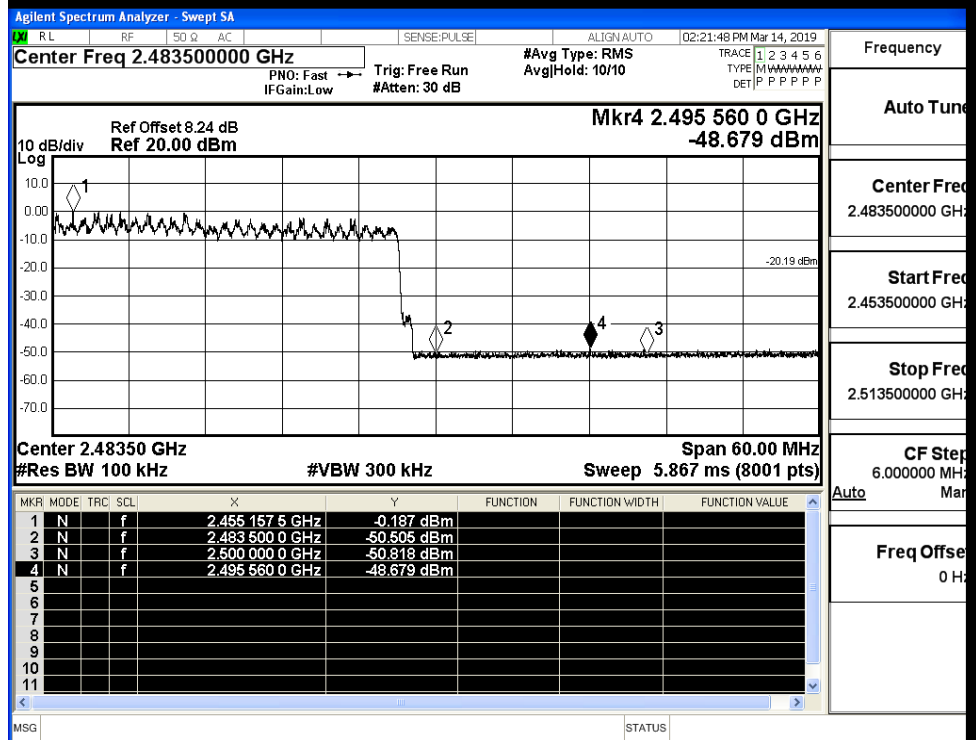 Agilent Spectrum Analyzer - Swept SA
LXI RL RF 50 Ω AC SENSE:PULSE ALIGN AUTO 02:21:48 PM Mar 14, 2019
Center Freq 2.483500000 GHz
PNO: Fast
IFGain:Low
Trig: Free Run
#Atten: 30 dB
#Avg Type: RMS
Avg|Hold: 10/10
TRACE 1 2 3 4 5 6
TYPE M
DET P P P P P P
Ref Offset 8.24 dB
10 dB/div Ref 20.00 dBm
Log
Mkr4 2.495 560 0 GHz
-48.679 dBm
10.0
0.00
-10.0
-20.0
-30.0
-40.0
-50.0
-60.0
-70.0
1
2
4
3
-20.19 dBm
Center 2.48350 GHz Span 60.00 MHz
#Res BW 100 kHz #VBW 300 kHz Sweep 5.867 ms (8001 pts)
MKR MODE TRC SCL X Y FUNCTION FUNCTION WIDTH FUNCTION VALUE
1 N f 2.455 157 5 GHz -0.187 dBm
2 N f 2.483 500 0 GHz -50.505 dBm
3 N f 2.500 000 0 GHz -50.818 dBm
4 N f 2.495 560 0 GHz -48.679 dBm
5
6
7
8
9
10
11
MSG STATUS
Frequency
Auto Tune
Center Freq
2.483500000 GHz
Start Freq
2.453500000 GHz
Stop Freq
2.513500000 GHz
CF Step
6.000000 MHz
Auto Man
Freq Offset
0 Hz